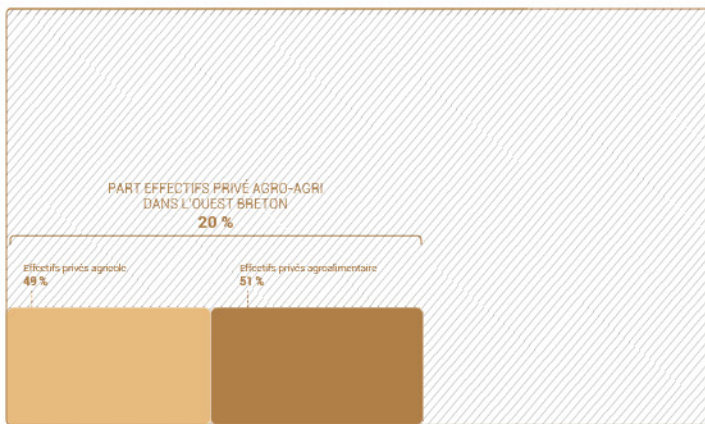 PART EFFECTIFS PRIVÉ AGRO-AGRI
DANS L'OUEST BRETON
20 %
Effectifs privés agricole
49 %
Effectifs privés agroalimentaire
51 %